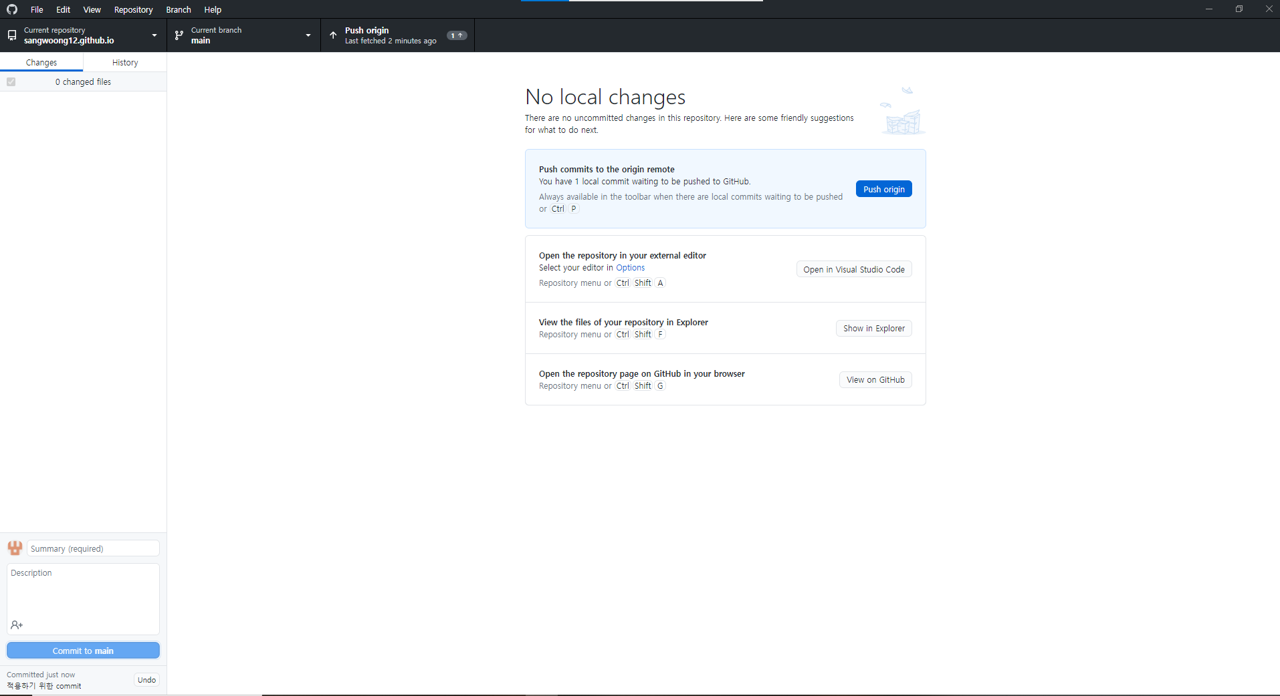 File Edit View Repository Branch Help
Current repository
sangwoong12.github.io
Current branch
main
Push origin
Last fetched 2 minutes ago
1
Changes History
0 changed files
No local changes
There are no uncommitted changes in this repository. Here are some friendly suggestions
for what to do next.
Push commits to the origin remote
You have 1 local commit waiting to be pushed to GitHub.
Always available in the toolbar when there are local commits waiting to be pushed
or Ctrl P
Push origin
Open the repository in your external editor
Select your editor in Options
Repository menu or Ctrl Shift A
Open in Visual Studio Code
View the files of your repository in Explorer
Repository menu or Ctrl Shift F
Show in Explorer
Open the repository page on GitHub in your browser
Repository menu or Ctrl Shift G
View on GitHub
Summary (required)
Description
Commit to main
Committed just now
적용하기 위한 commit
Undo